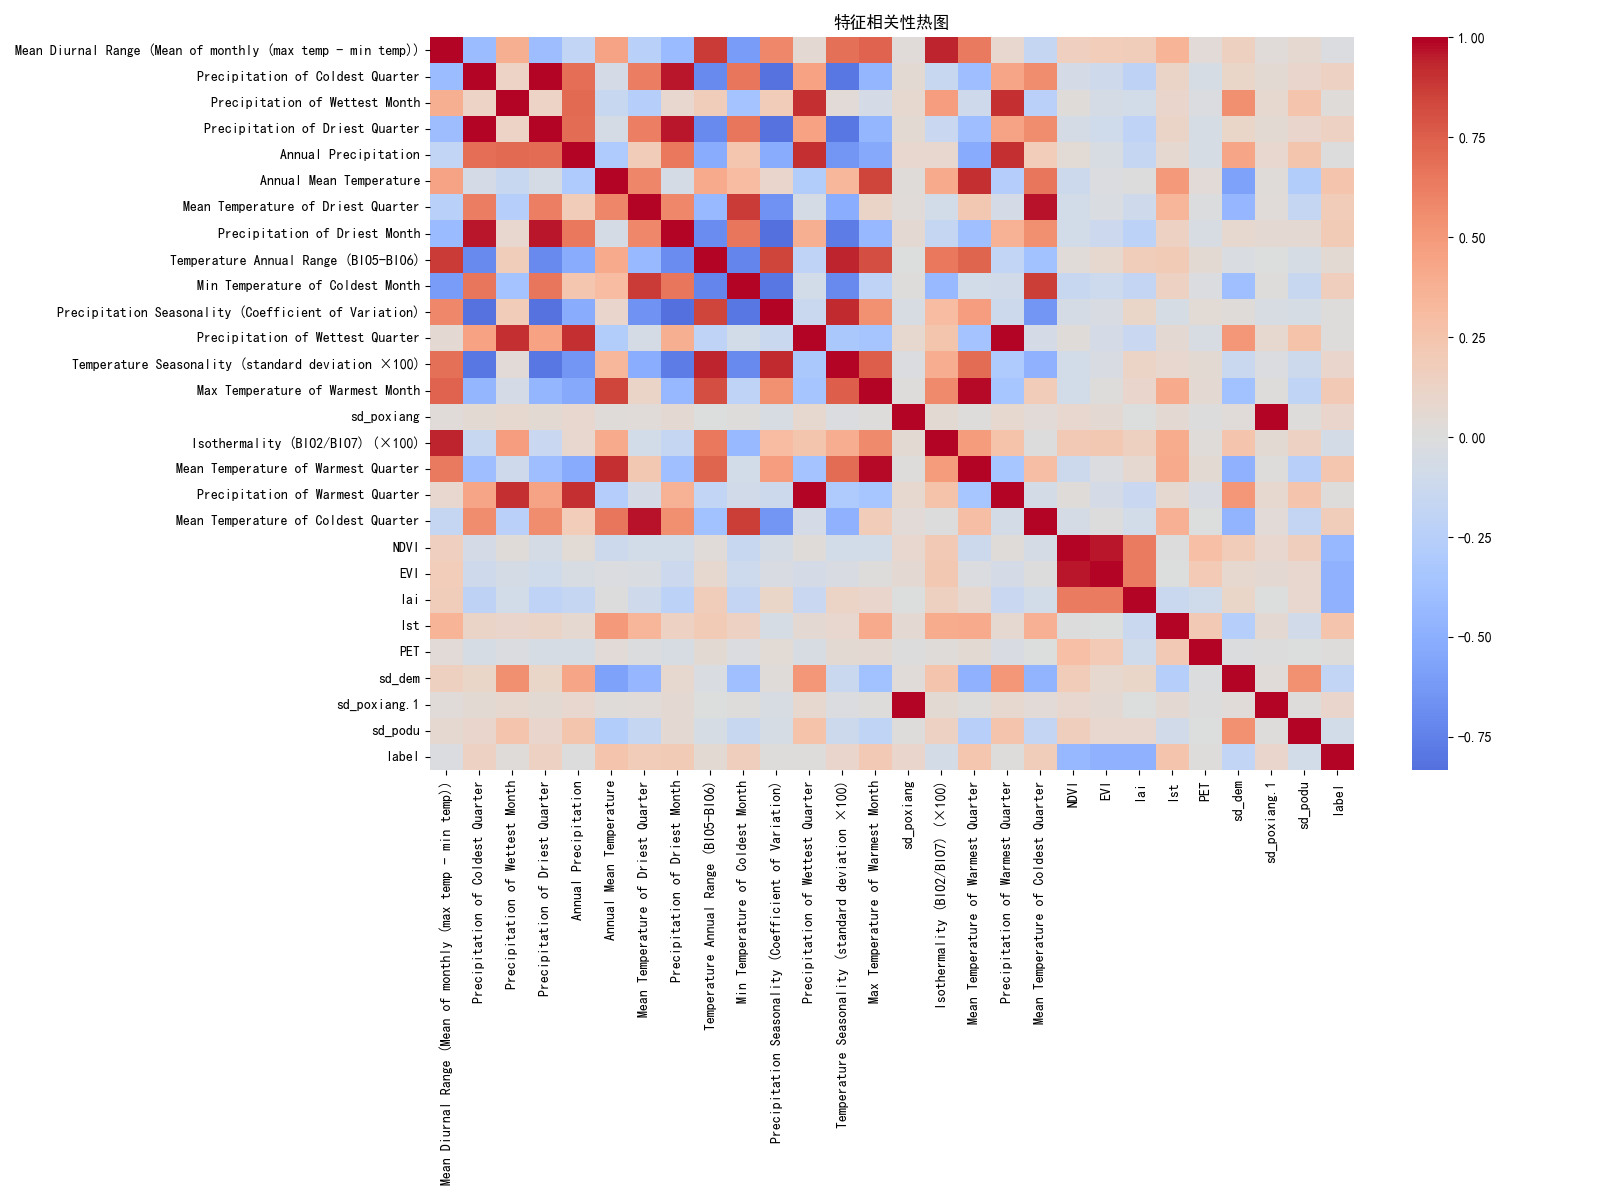 特征相关性热图
Mean Diurnal Range (Mean of monthly (max temp - min temp))
Precipitation of Coldest Quarter
Precipitation of Wettest Month
Precipitation of Driest Quarter
Annual Precipitation
Annual Mean Temperature
Mean Temperature of Driest Quarter
Precipitation of Driest Month
Temperature Annual Range (BIO5-BIO6)
Min Temperature of Coldest Month
Precipitation Seasonality (Coefficient of Variation)
Precipitation of Wettest Quarter
Temperature Seasonality (standard deviation ×100)
Max Temperature of Warmest Month
sd_poxiang
Isothermality (BIO2/BIO7) (×100)
Mean Temperature of Warmest Quarter
Precipitation of Warmest Quarter
Mean Temperature of Coldest Quarter
NDVI
EVI
lai
lst
PET
sd_dem
sd_poxiang.1
sd_podu
label
Mean Diurnal Range (Mean of monthly (max temp - min temp))
Precipitation of Coldest Quarter
Precipitation of Wettest Month
Precipitation of Driest Quarter
Annual Precipitation
Annual Mean Temperature
Mean Temperature of Driest Quarter
Precipitation of Driest Month
Temperature Annual Range (BIO5-BIO6)
Min Temperature of Coldest Month
Precipitation Seasonality (Coefficient of Variation)
Precipitation of Wettest Quarter
Temperature Seasonality (standard deviation ×100)
Max Temperature of Warmest Month
sd_poxiang
Isothermality (BIO2/BIO7) (×100)
Mean Temperature of Warmest Quarter
Precipitation of Warmest Quarter
Mean Temperature of Coldest Quarter
NDVI
EVI
lai
lst
PET
sd_dem
sd_poxiang.1
sd_podu
label
1.00
0.75
0.50
0.25
0.00
-0.25
-0.50
-0.75